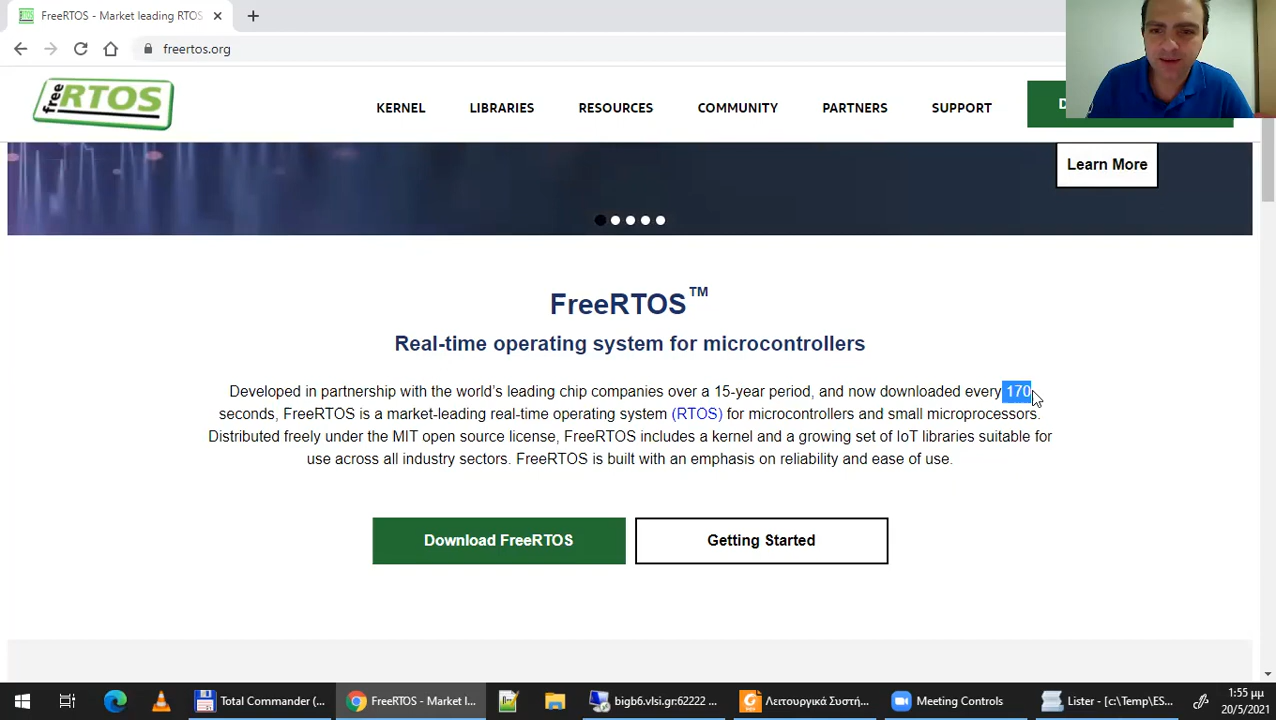 FreeRTOS - Market leading RTOS
freertos.org
freeRTOS
KERNEL LIBRARIES RESOURCES COMMUNITY PARTNERS SUPPORT
Learn More
FreeRTOS™
Real-time operating system for microcontrollers
Developed in partnership with the world's leading chip companies over a 15-year period, and now downloaded every 170
seconds, FreeRTOS is a market-leading real-time operating system (RTOS) for microcontrollers and small microprocessors.
Distributed freely under the MIT open source license, FreeRTOS includes a kernel and a growing set of IoT libraries suitable for
use across all industry sectors. FreeRTOS is built with an emphasis on reliability and ease of use.
Download FreeRTOS Getting Started
Total Commander (... FreeRTOS - Market l... bigb6.vlsi.gr:62222 ... Λειτουργικά Συστή... Meeting Controls Lister - [c:\Temp\ES...
1:55 μμ
20/5/2021